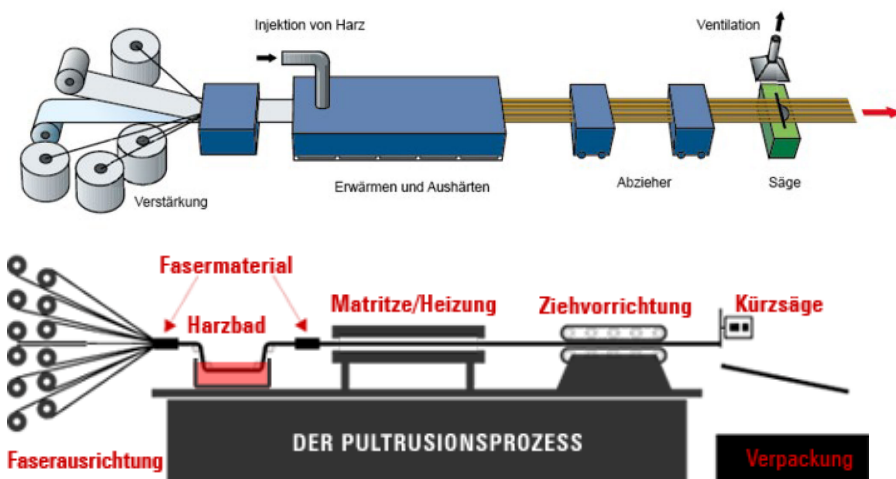 Injektion von Harz
Ventilation
Verstärkung
Erwärmen und Aushärten
Abzieher
Säge
Fasermaterial
Harzbad
Matritze/Heizung
Ziehvorrichtung
Kürzsäge
DER PULTRUSIONSPROZESS
Faserausrichtung
Verpackung